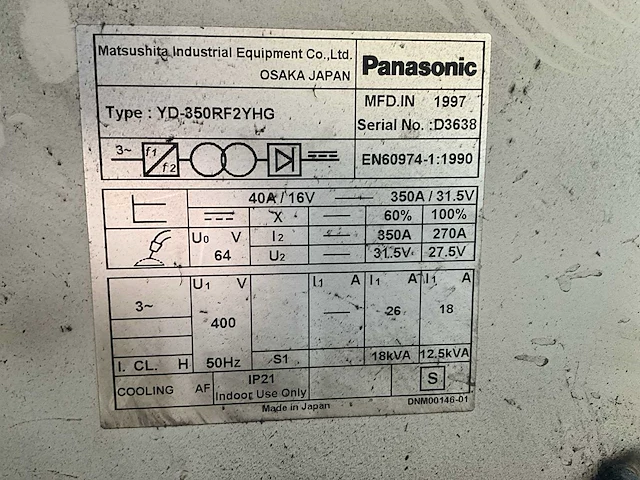 Matsushita Industrial Equipment Co., Ltd.
OSAKA JAPAN
Panasonic
Type : YD-350RF2YHG
MFD.IN 1997
Serial No. :D3638
3~ f1 f2
EN60974-1:1990
40A / 16V — 350A / 31.5V
X — 60% 100%
U0 V I2 — 350A 270A
64 U2 — 31.5V 27.5V
U1 V I1 A I1 A I1 A
3~ 400 — 26 18
I. CL. H 50Hz S1 18kVA 12.5kVA
COOLING AF IP21 S
Indoor Use Only
Made in Japan DNM00146-01